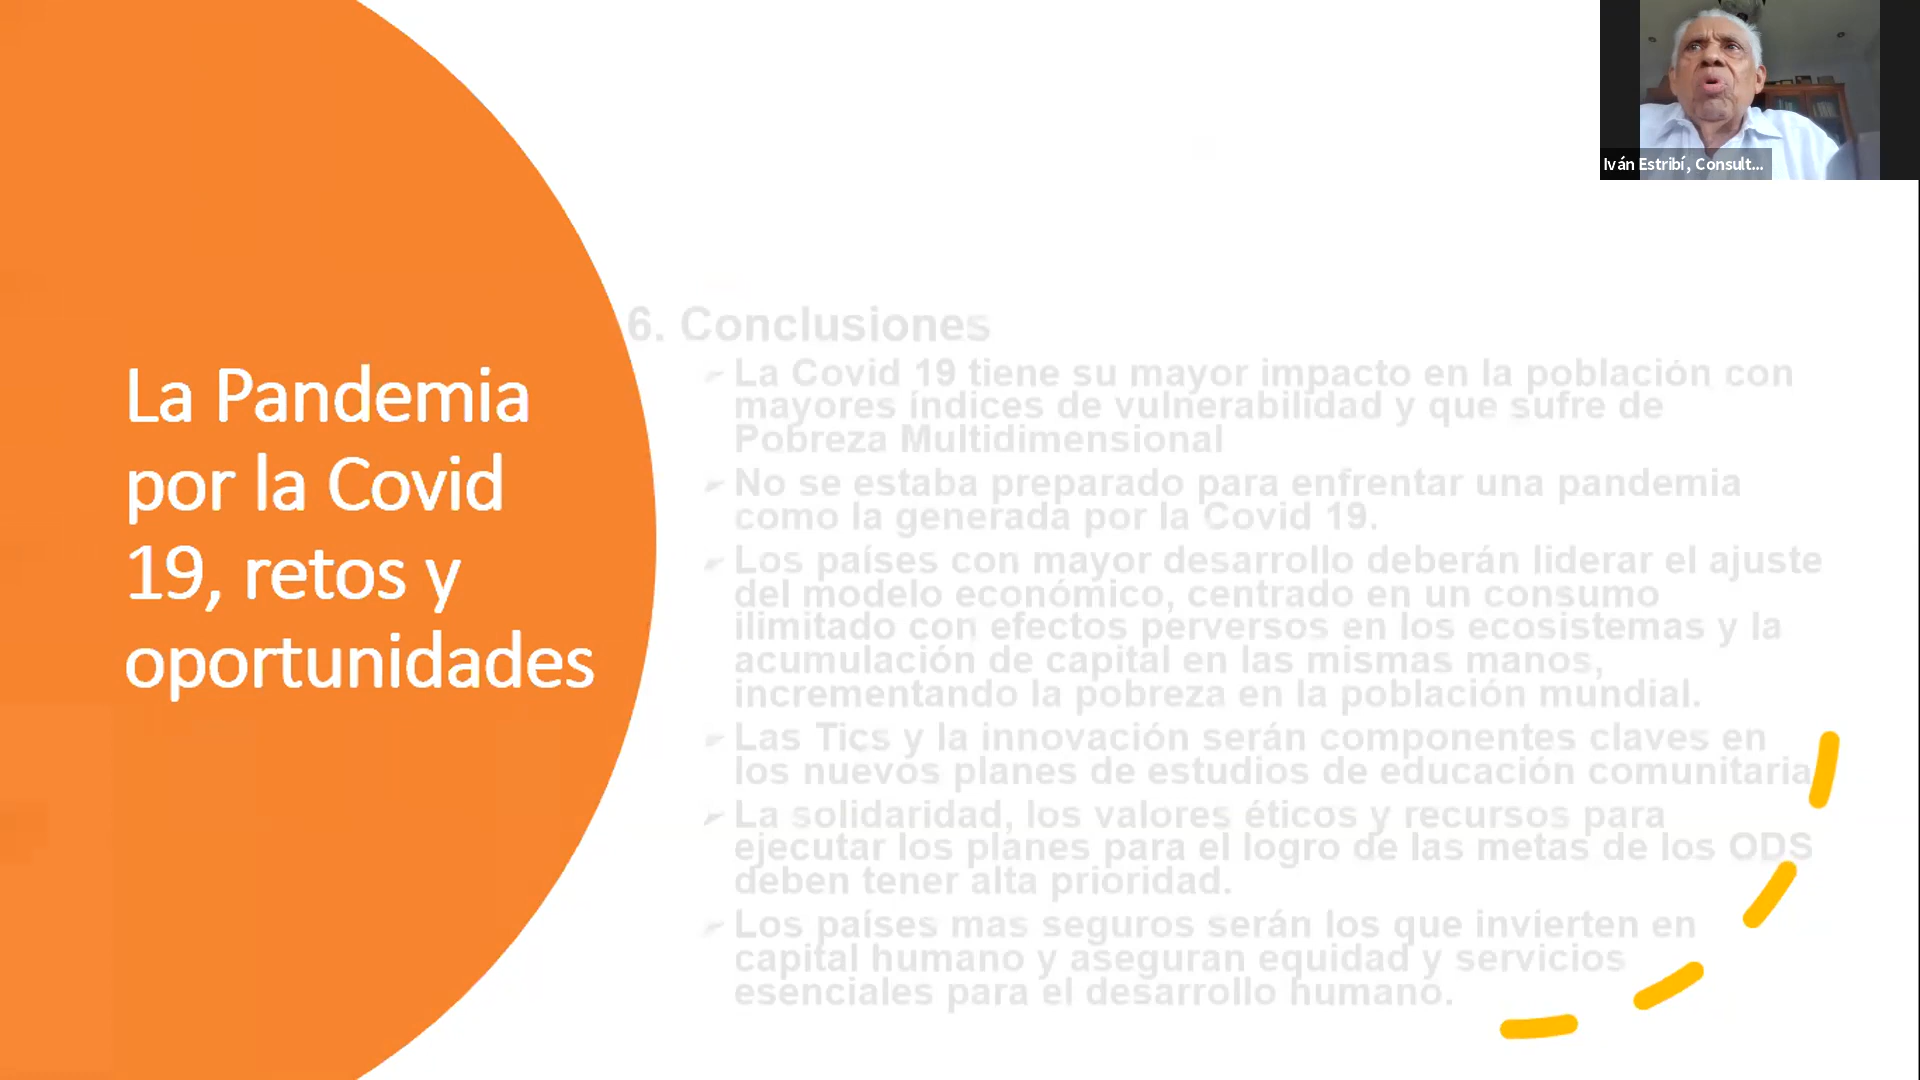 La Pandemia
por la Covid
19, retos y
oportunidades
6. Conclusiones
La Covid 19 tiene su mayor impacto en la población con
mayores índices de vulnerabilidad y que sufre de
Pobreza Multidimensional
No se estaba preparado para enfrentar una pandemia
como la generada por la Covid 19.
Los países con mayor desarrollo deberán liderar el ajuste
del modelo económico, centrado en un consumo
ilimitado con efectos perversos en los ecosistemas y la
acumulación de capital en las mismas manos,
incrementando la pobreza en la población mundial.
Las Tics y la innovación serán componentes claves en
los nuevos planes de estudios de educación comunitaria
La solidaridad, los valores éticos y recursos para
ejecutar los planes para el logro de las metas de los ODS
deben tener alta prioridad.
Los países mas seguros serán los que invierten en
capital humano y aseguran equidad y servicios
esenciales para el desarrollo humano.
Iván Estribí, Consult...